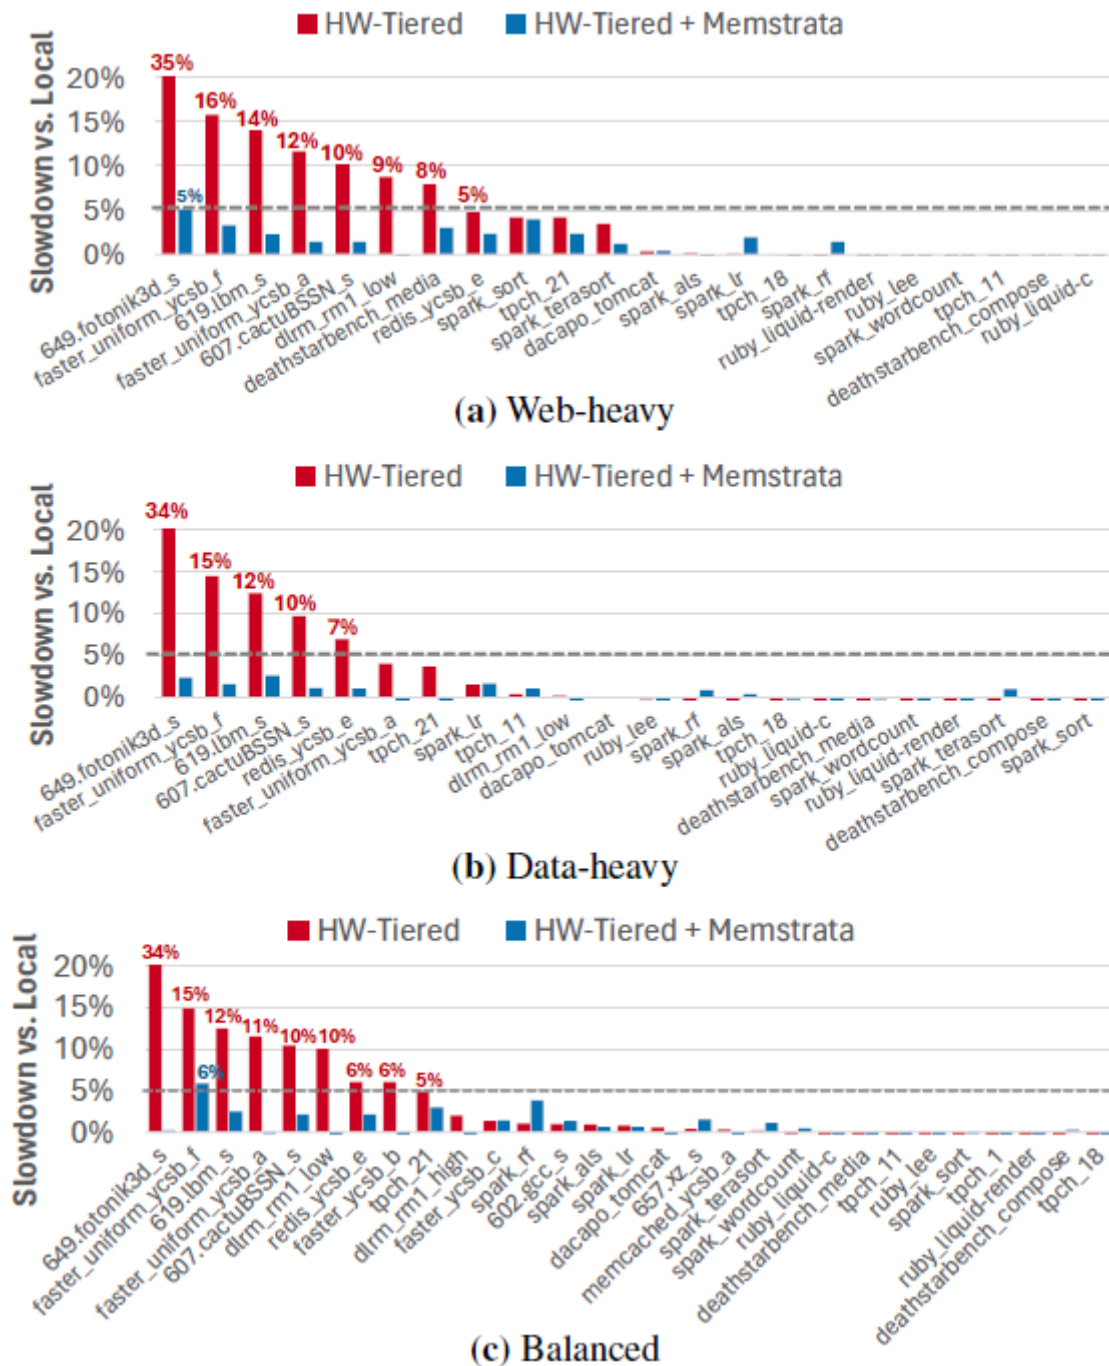 HW-Tiered HW-Tiered + Memstrata
Slowdown vs. Local
20%
15%
10%
5%
0%
35%
16%
14%
12%
10%
9%
8%
5%
5%
649.fotonik3d_s
faster_uniform_ycsb_f
619.lbm_s
faster_uniform_ycsb_a
607.cactuBSSN_s
dlrm_rm1_low
deathstarbench_media
redis_ycsb_e
spark_sort
tpch_21
spark_terasort
dacapo_tomcat
spark_als
spark_lr
tpch_18
spark_rf
ruby_liquid-render
ruby_lee
spark_wordcount
tpch_11
deathstarbench_compose
ruby_liquid-c
(a) Web-heavy
HW-Tiered HW-Tiered + Memstrata
Slowdown vs. Local
20%
15%
10%
5%
0%
34%
15%
12%
10%
7%
649.fotonik3d_s
faster_uniform_ycsb_f
619.lbm_s
607.cactuBSSN_s
redis_ycsb_e
faster_uniform_ycsb_a
tpch_21
spark_lr
tpch_11
dlrm_rm1_low
dacapo_tomcat
ruby_lee
spark_rf
spark_als
tpch_18
ruby_liquid-c
deathstarbench_media
spark_wordcount
ruby_liquid-render
spark_terasort
deathstarbench_compose
spark_sort
(b) Data-heavy
HW-Tiered HW-Tiered + Memstrata
Slowdown vs. Local
20%
15%
10%
5%
0%
34%
15%
6%
12%
11%
10%
10%
6%
6%
5%
649.fotonik3d_s
faster_uniform_ycsb_f
619.lbm_s
faster_uniform_ycsb_a
607.cactuBSSN_s
dlrm_rm1_low
redis_ycsb_e
faster_ycsb_b
tpch_21
dlrm_rm1_high
faster_ycsb_c
spark_rf
602-gcc_s
spark_als
spark_lr
dacapo_tomcat
657.xz_s
memcached_ycsb_a
spark_terasort
spark_wordcount
ruby_liquid-c
deathstarbench_media
tpch_11
ruby_lee
spark_sort
tpch_1
ruby_liquid-render
deathstarbench_compose
tpch_18
(c) Balanced